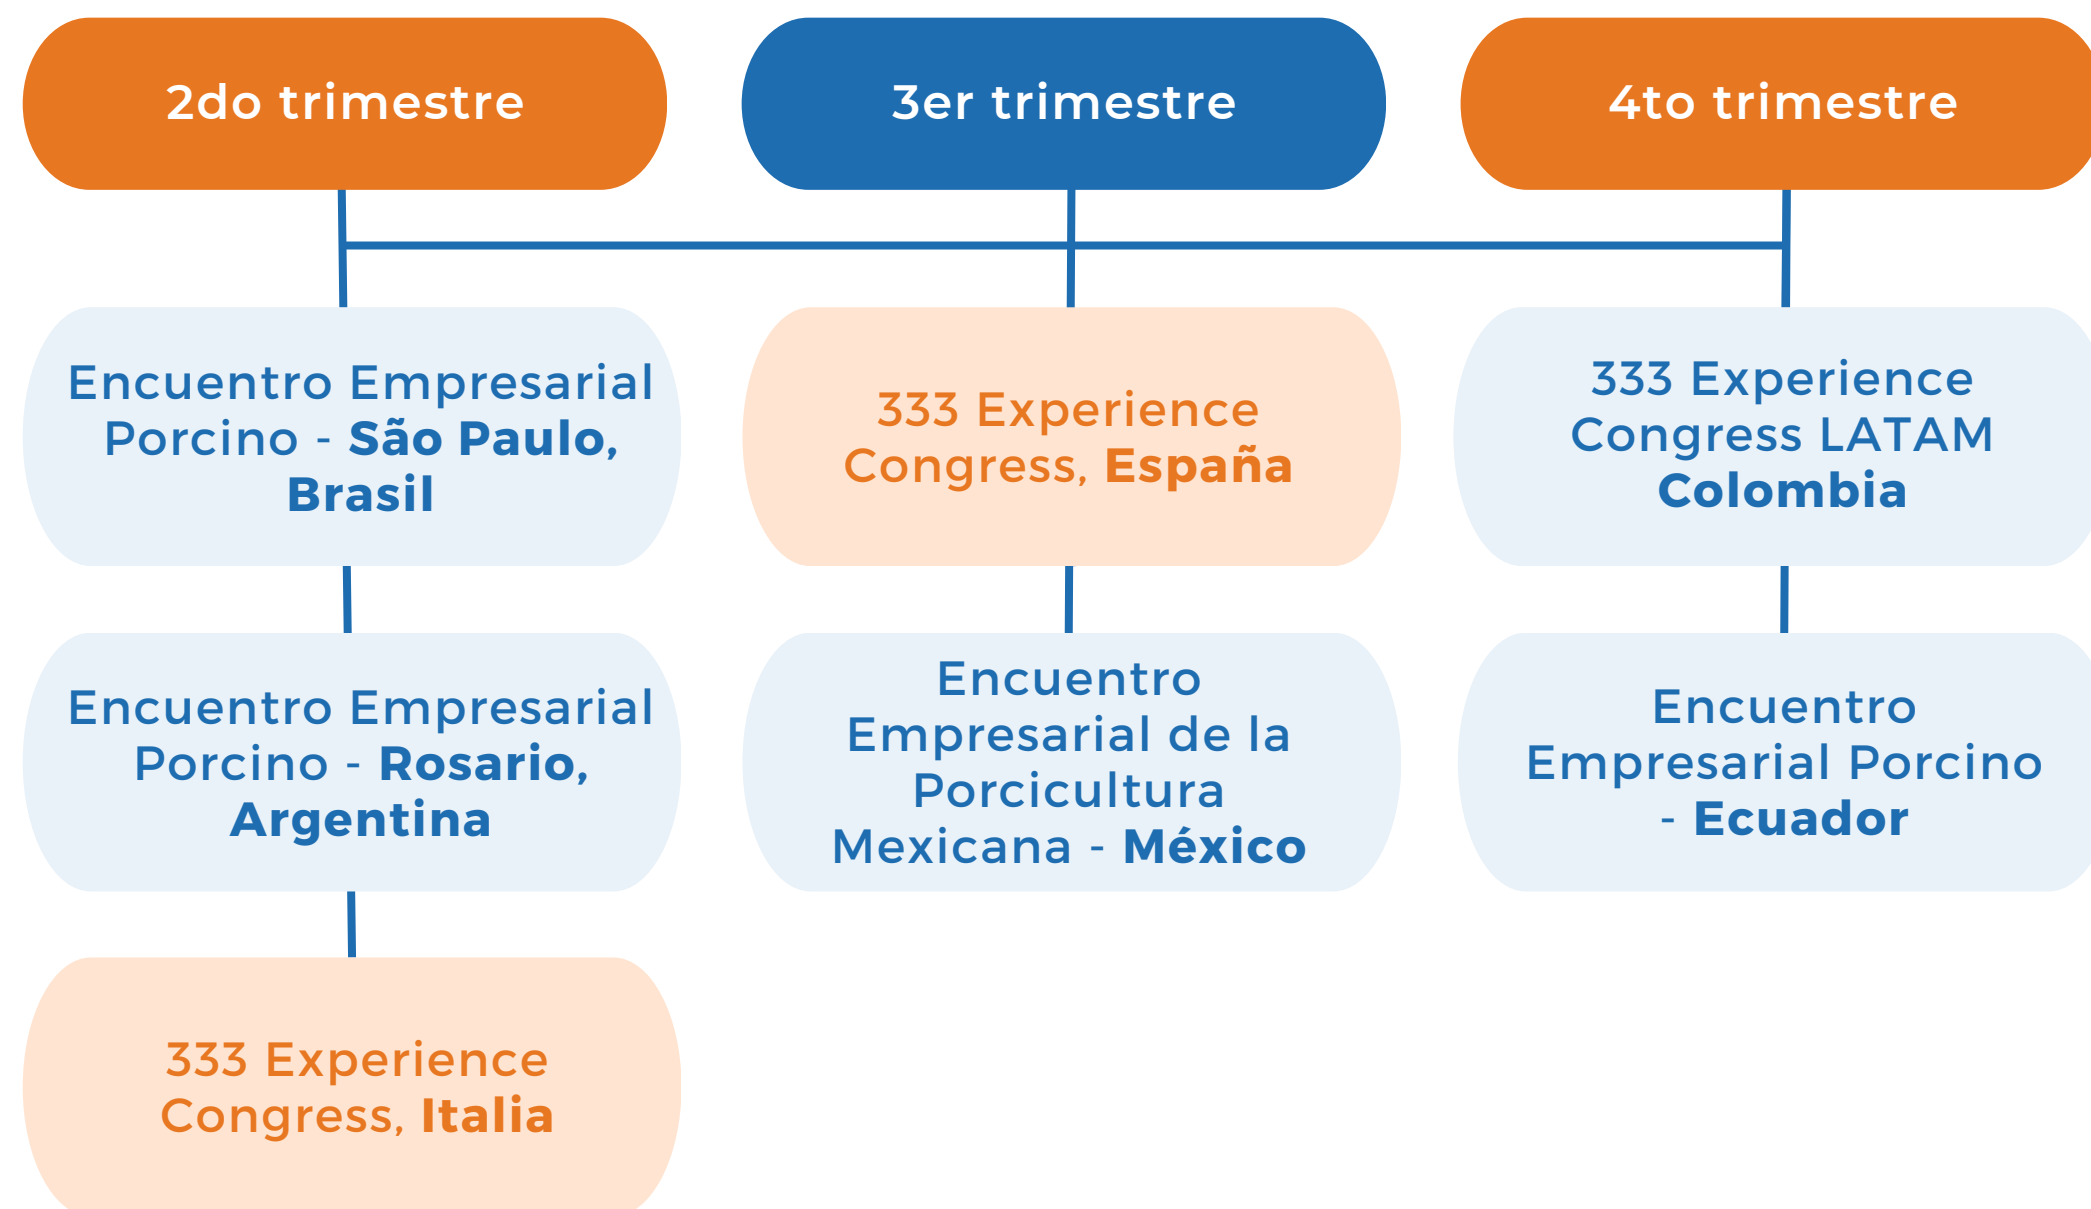 2do trimestre
3er trimestre
4to trimestre
Encuentro Empresarial
Porcino - São Paulo,
Brasil
333 Experience
Congress, España
333 Experience
Congress LATAM
Colombia
Encuentro Empresarial
Porcino - Rosario,
Argentina
Encuentro
Empresarial de la
Porcicultura
Mexicana - México
Encuentro
Empresarial Porcino
- Ecuador
333 Experience
Congress, Italia